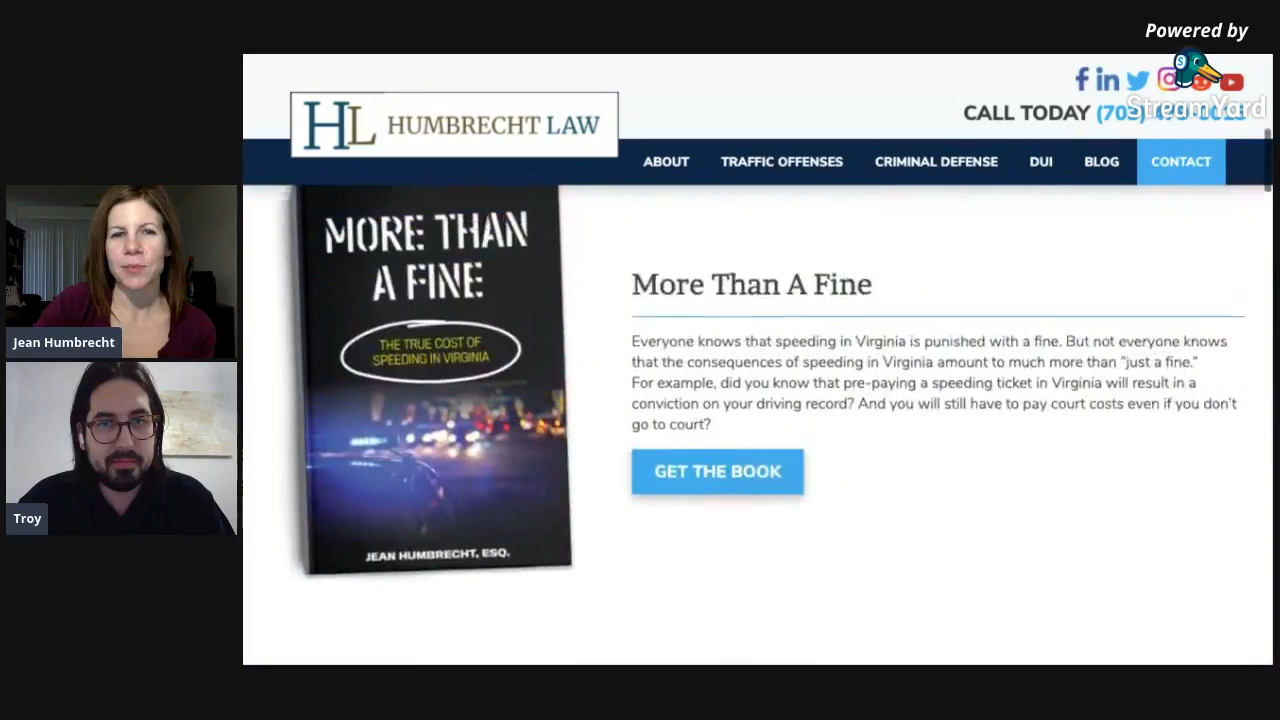 Powered by
StreamYard
HL HUMBRECHT LAW
CALL TODAY
ABOUT TRAFFIC OFFENSES CRIMINAL DEFENSE DUI BLOG CONTACT
MORE THAN
A FINE
THE TRUE COST OF
SPEEDING IN VIRGINIA
JEAN HUMBRECHT, ESQ.
More Than A Fine
Everyone knows that speeding in Virginia is punished with a fine. But not everyone knows
that the consequences of speeding in Virginia amount to much more than “just a fine.”
For example, did you know that pre-paying a speeding ticket in Virginia will result in a
conviction on your driving record? And you will still have to pay court costs even if you don’t
go to court?
GET THE BOOK
Jean Humbrecht
Troy